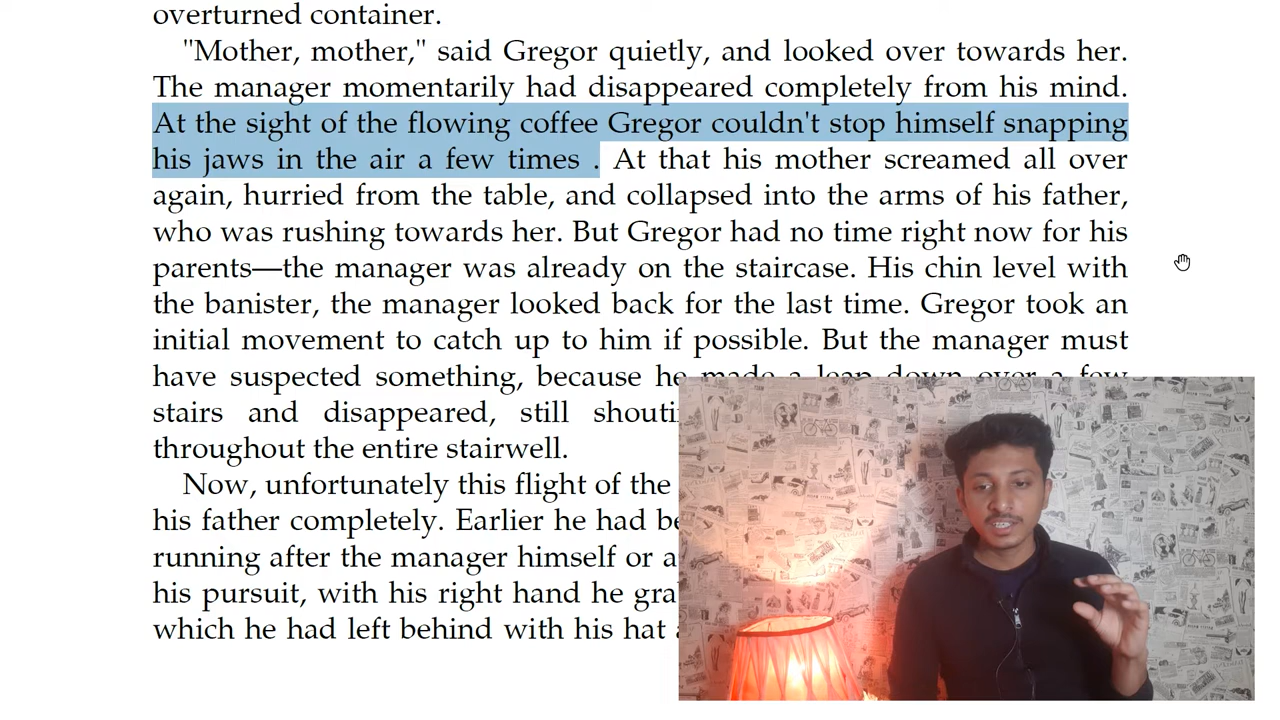 overturned container.
"Mother, mother," said Gregor quietly, and looked over towards her.
The manager momentarily had disappeared completely from his mind.
At the sight of the flowing coffee Gregor couldn't stop himself snapping
his jaws in the air a few times . At that his mother screamed all over
again, hurried from the table, and collapsed into the arms of his father,
who was rushing towards her. But Gregor had no time right now for his
parents—the manager was already on the staircase. His chin level with
the banister, the manager looked back for the last time. Gregor took an
initial movement to catch up to him if possible. But the manager must
have suspected something, because he made a leap down over a few
stairs and disappeared, still
throughout the entire stairwell.
Now, unfortunately this flight of the
his father completely. Earlier he had
running after the manager himself or
his pursuit, with his right hand he
which he had left behind with his hat